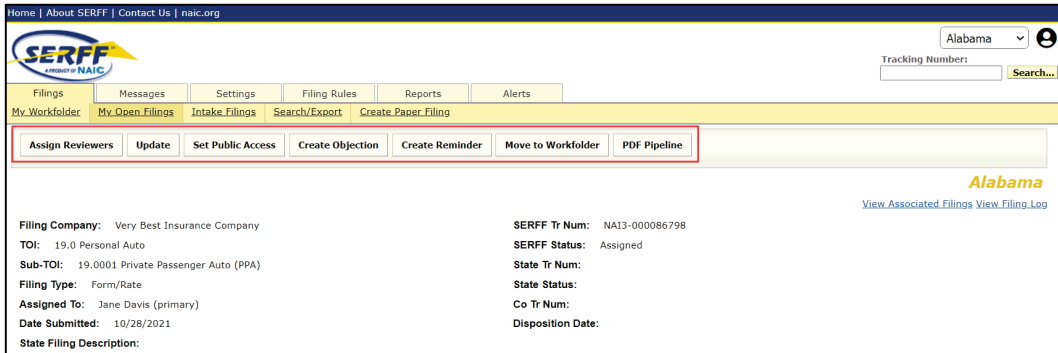 Home | About SERFF | Contact Us | naic.org
SERFF
A PRODUCT OF NAIC
Alabama
Tracking Number:
Search...
Filings Messages Settings Filing Rules Reports Alerts
My Workfolder My Open Filings Intake Filings Search/Export Create Paper Filing
Assign Reviewers Update Set Public Access Create Objection Create Reminder Move to Workfolder PDF Pipeline
Alabama
View Associated Filings View Filing Log
Filing Company: Very Best Insurance Company SERFF Tr Num: NAI3-000086798
TOI: 19.0 Personal Auto SERFF Status: Assigned
Sub-TOI: 19.0001 Private Passenger Auto (PPA) State Tr Num:
Filing Type: Form/Rate State Status:
Assigned To: Jane Davis (primary) Co Tr Num:
Date Submitted: 10/28/2021 Disposition Date:
State Filing Description: